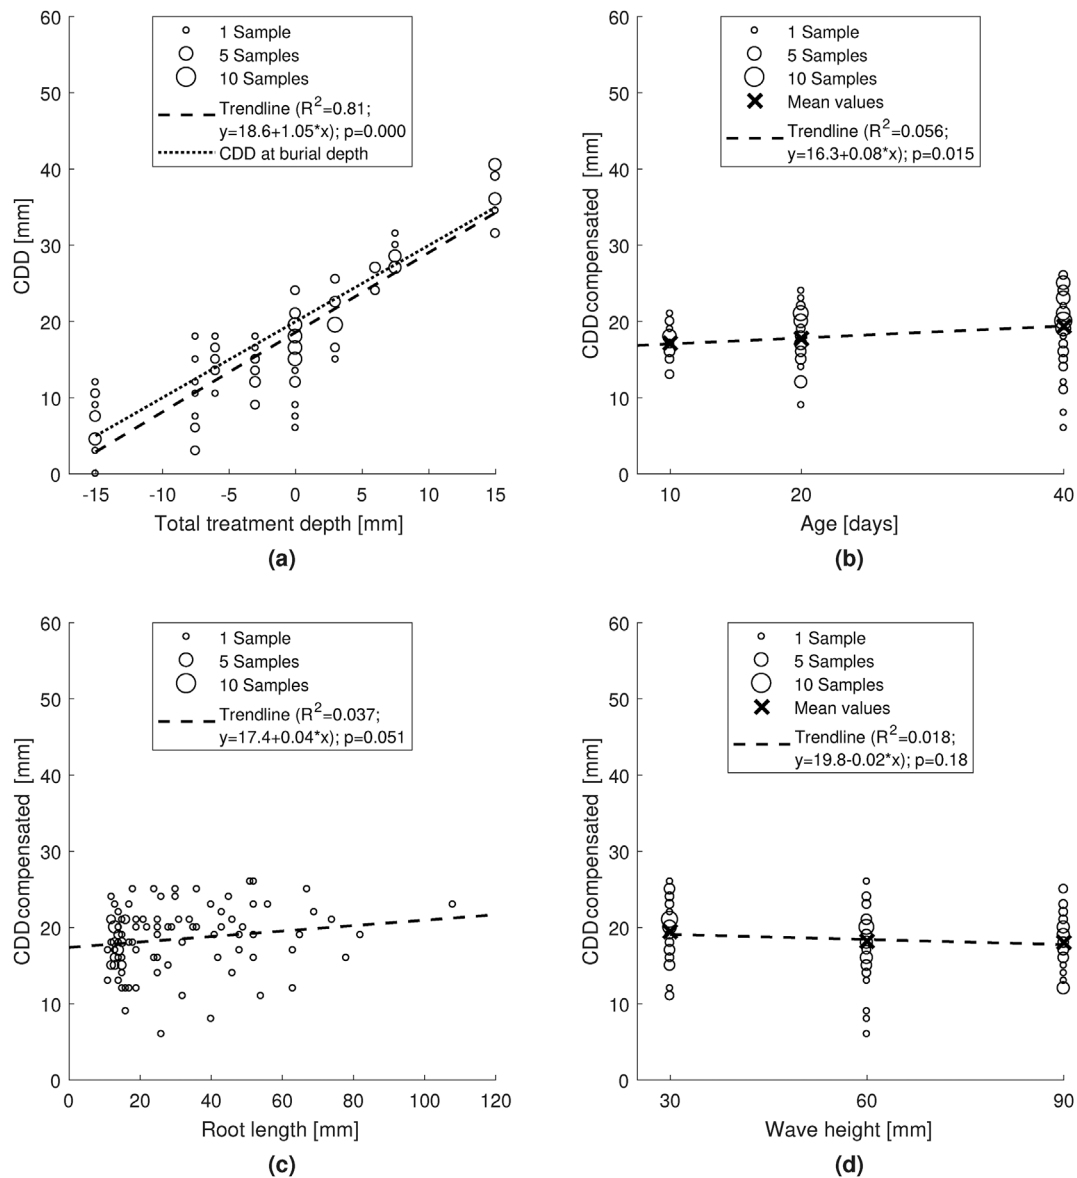 60
50
40
30
20
10
0
CDD [mm]
1 Sample
5 Samples
10 Samples
Trendline (R²=0.81;
y=18.6+1.05*x); p=0.000
CDD at burial depth
-15 -10 -5 0 5 10 15
Total treatment depth [mm]
(a)
60
50
40
30
20
10
0
CDD compensated [mm]
1 Sample
5 Samples
10 Samples
Mean values
Trendline (R²=0.056;
y=16.3+0.08*x); p=0.015
10 20 40
Age [days]
(b)
60
50
40
30
20
10
0
CDD compensated [mm]
1 Sample
5 Samples
10 Samples
Trendline (R²=0.037;
y=17.4+0.04*x); p=0.051
0 20 40 60 80 100 120
Root length [mm]
(c)
60
50
40
30
20
10
0
CDD compensated [mm]
1 Sample
5 Samples
10 Samples
Mean values
Trendline (R²=0.018;
y=19.8-0.02*x); p=0.18
30 60 90
Wave height [mm]
(d)